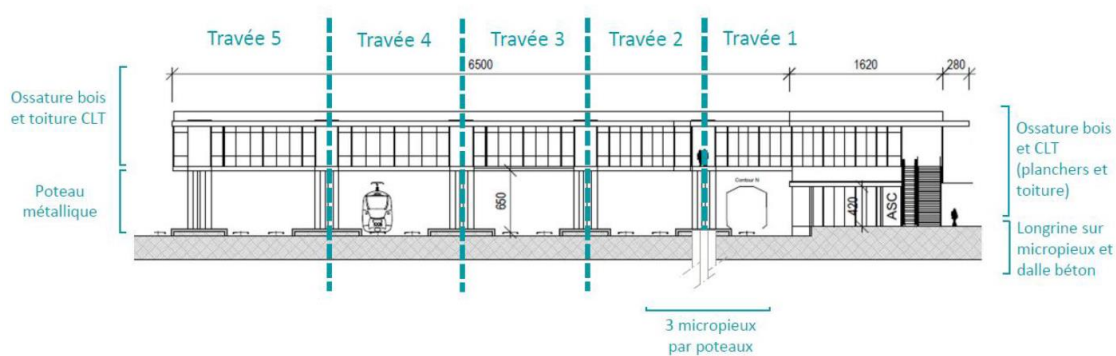 Travée 5
Travée 4
Travée 3
Travée 2
Travée 1
6500
1620
280
Ossature bois
et toiture CLT
Poteau
métallique
650
Contour N
420
ASC
Ossature bois
et CLT
(planchers et
toiture)
Longrine sur
micropieux et
dalle béton
3 micropieux
par poteaux